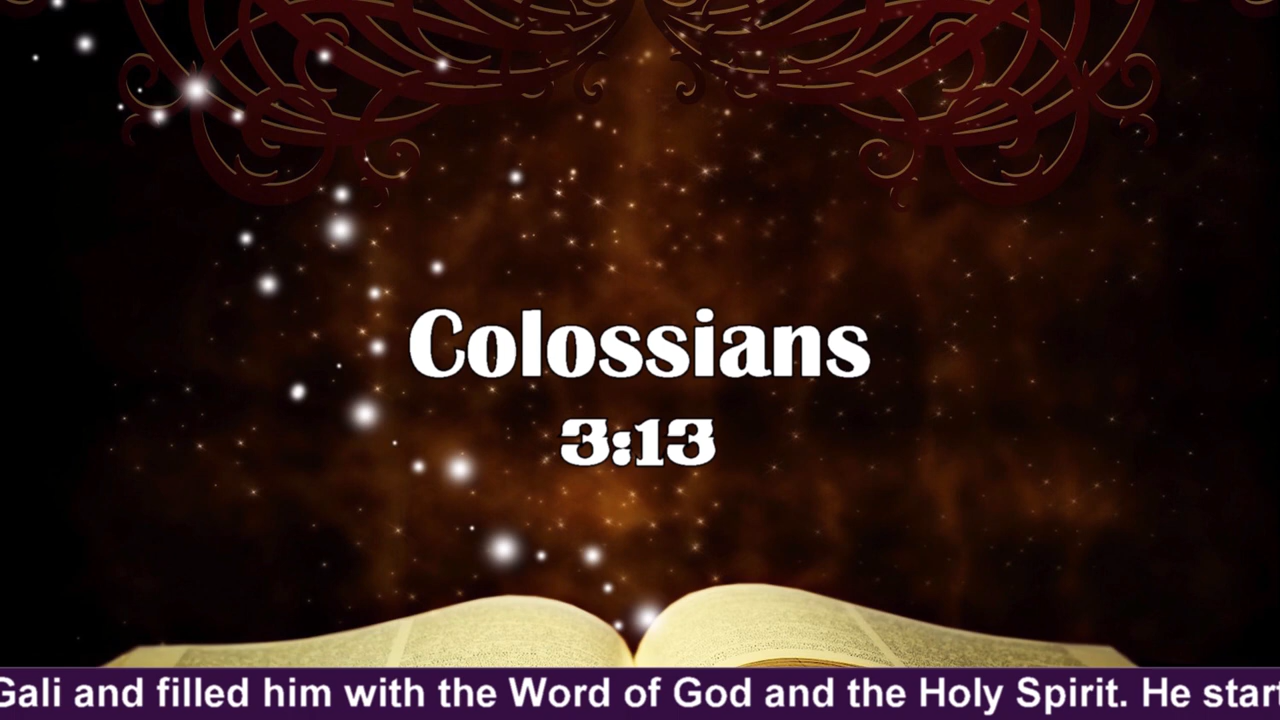 Colossians
3:13
Gali and filled him with the Word of God and the Holy Spirit. He start